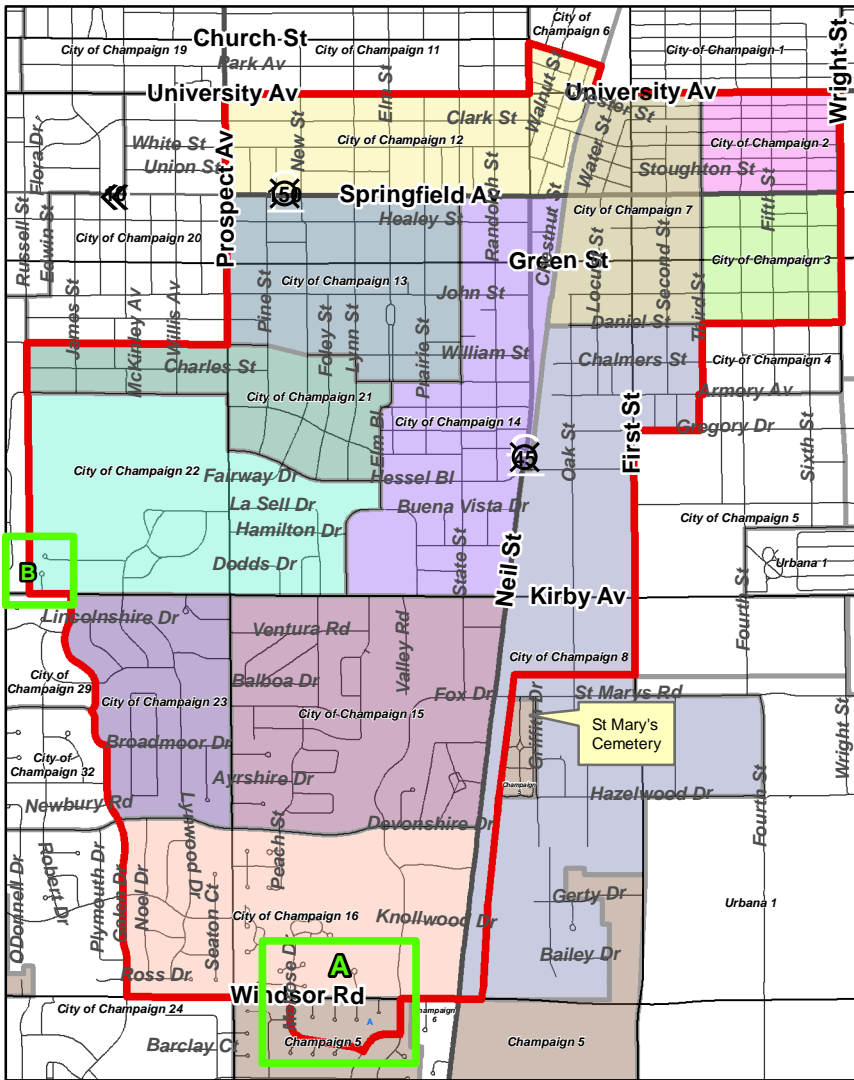 City of
Champaign 6
Church St
City of Champaign 19
City of Champaign 11
City of Champaign 1
Park Av
Wright St
University Av
University Av
Elm St
Walnut St
Clark St
New St
White St
City of Champaign 12
Water St
City of Champaign 2
Union St
Stoughton St
Flora Dr
Prospect Av
50
Springfield Av
Fifth St
Russell St
Edwin St
City of Champaign 20
Healey St
Randolph St
Chestnut St
City of Champaign 7
Green St
City of Champaign 3
City of Champaign 13
Locust St
Second St
Third St
John St
Pine St
James St
McKinley Av
Willis Av
Foley St
Lynn St
Prairie St
Daniel St
William St
Chalmers St
City of Champaign 4
Charles St
Armory Av
City of Champaign 21
City of Champaign 14
First St
Gregory Dr
Elm Bl
Oak St
Sixth St
City of Champaign 22
45
Fairway Dr
Hessel Bl
La Sell Dr
Buena Vista Dr
City of Champaign 5
Hamilton Dr
State St
Neil St
Dodds Dr
Urbana 1
B
Kirby Av
Fourth St
Lincolnshire Dr
Ventura Rd
Valley Rd
City of Champaign 8
City of
Champaign 29
Balboa Dr
Fox Dr
St Marys Rd
City of Champaign 23
City of Champaign 15
Griffith Dr
St Mary's
Cemetery
Wright St
Broadmoor Dr
City of
Champaign 32
Ayrshire Dr
Champaign
5
Hazelwood Dr
Newbury Rd
Fourth St
Lynwood Dr
Peach St
Devonshire Dr
ODonnell Dr
Robert Dr
Plymouth Dr
Galen Dr
Noel Dr
Seaton Ct
City of Champaign 16
Knollwood Dr
Gerty Dr
Urbana 1
Melrose Dr
A
Bailey Dr
Ross Dr
Windsor Rd
City of Champaign 24
A
Barclay Ct
Champaign 5
Champaign 5